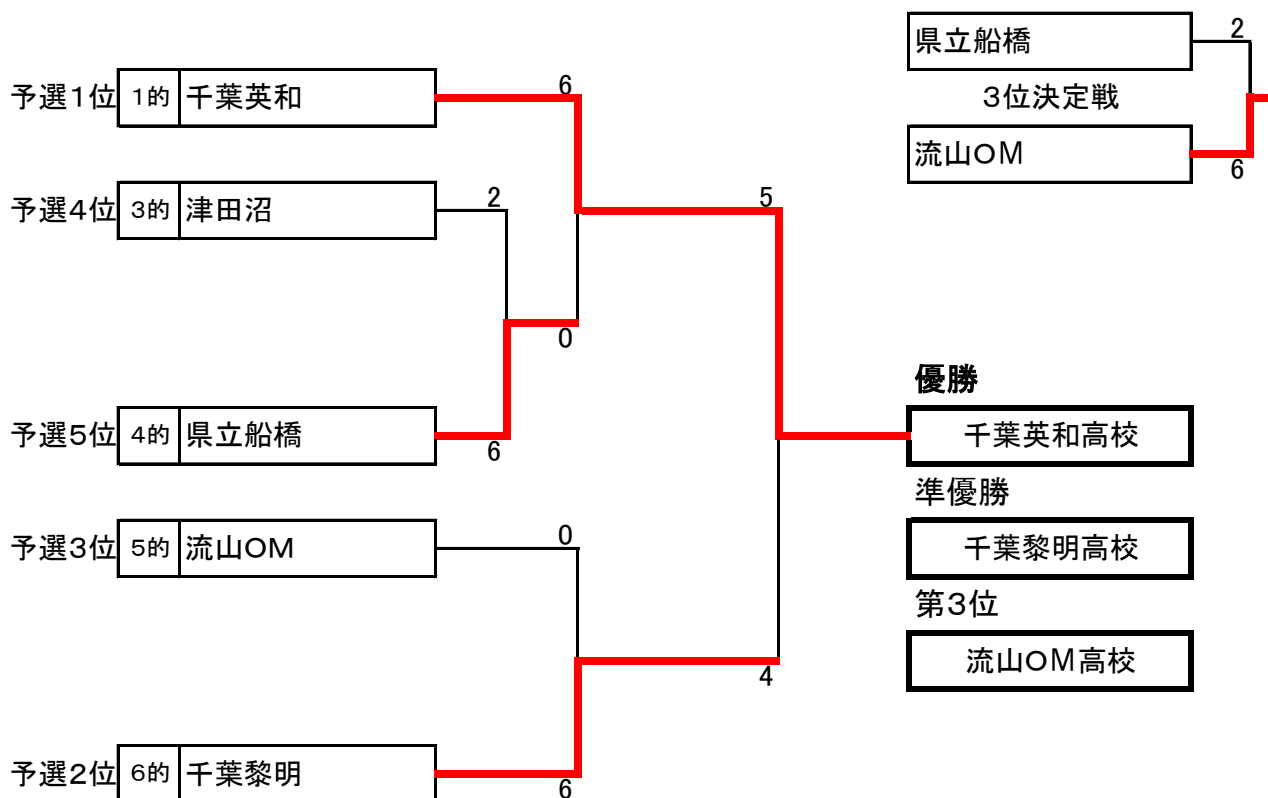 県立船橋
2
3位決定戦
流山OM
6
予選1位 1的 千葉英和
6
予選4位 3的 津田沼
2
5
0
予選5位 4的 県立船橋
6
優勝
千葉英和高校
準優勝
千葉黎明高校
第3位
流山OM高校
予選3位 5的 流山OM
0
4
予選2位 6的 千葉黎明
6